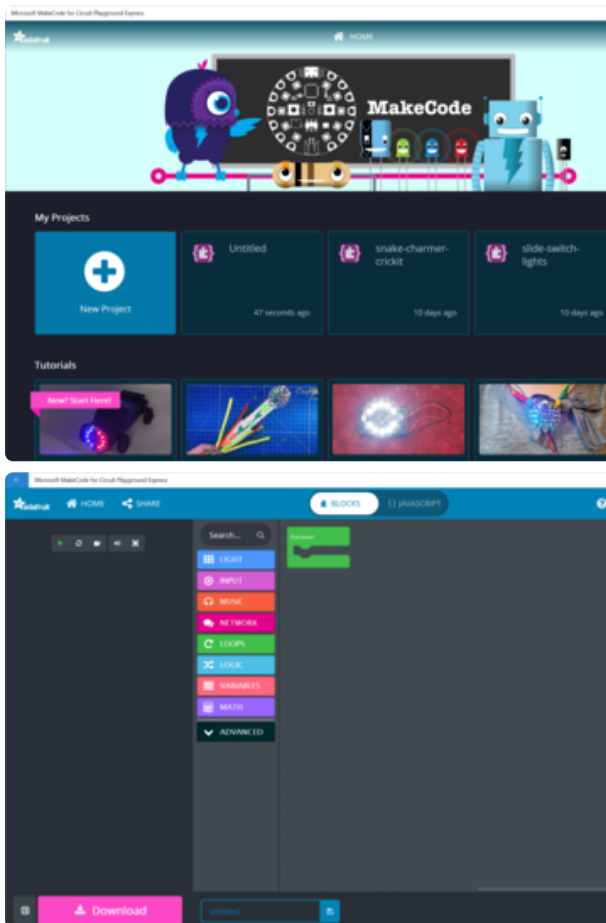 Microsoft MakeCode for Circuit Playground Express
adafruit
HOME
MakeCode
My Projects
New Project
Untitled
47 seconds ago
snake-charmer-
crickit
10 days ago
slide-switch-
lights
10 days ago
Tutorials
New? Start Here!
Microsoft MakeCode for Circuit Playground Express
adafruit
HOME
SHARE
BLOCKS
{} JAVASCRIPT
Search...
LIGHT
INPUT
MUSIC
NETWORK
LOOPS
LOGIC
VARIABLES
MATH
ADVANCED
forever
Download
Untitled